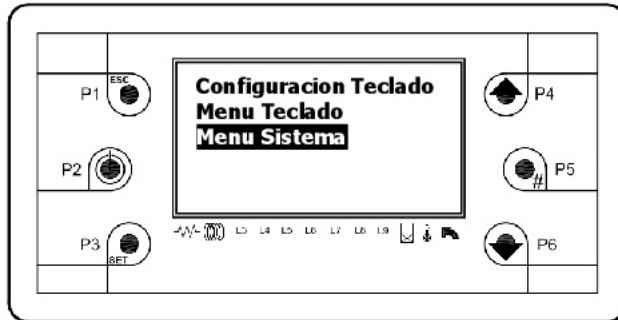 ESC
P1
P2
P3
SET
Configuracion Teclado
Menu Teclado
Menu Sistema
L3 L4 L5 L6 L7 L8 L9
P4
P5
#
P6